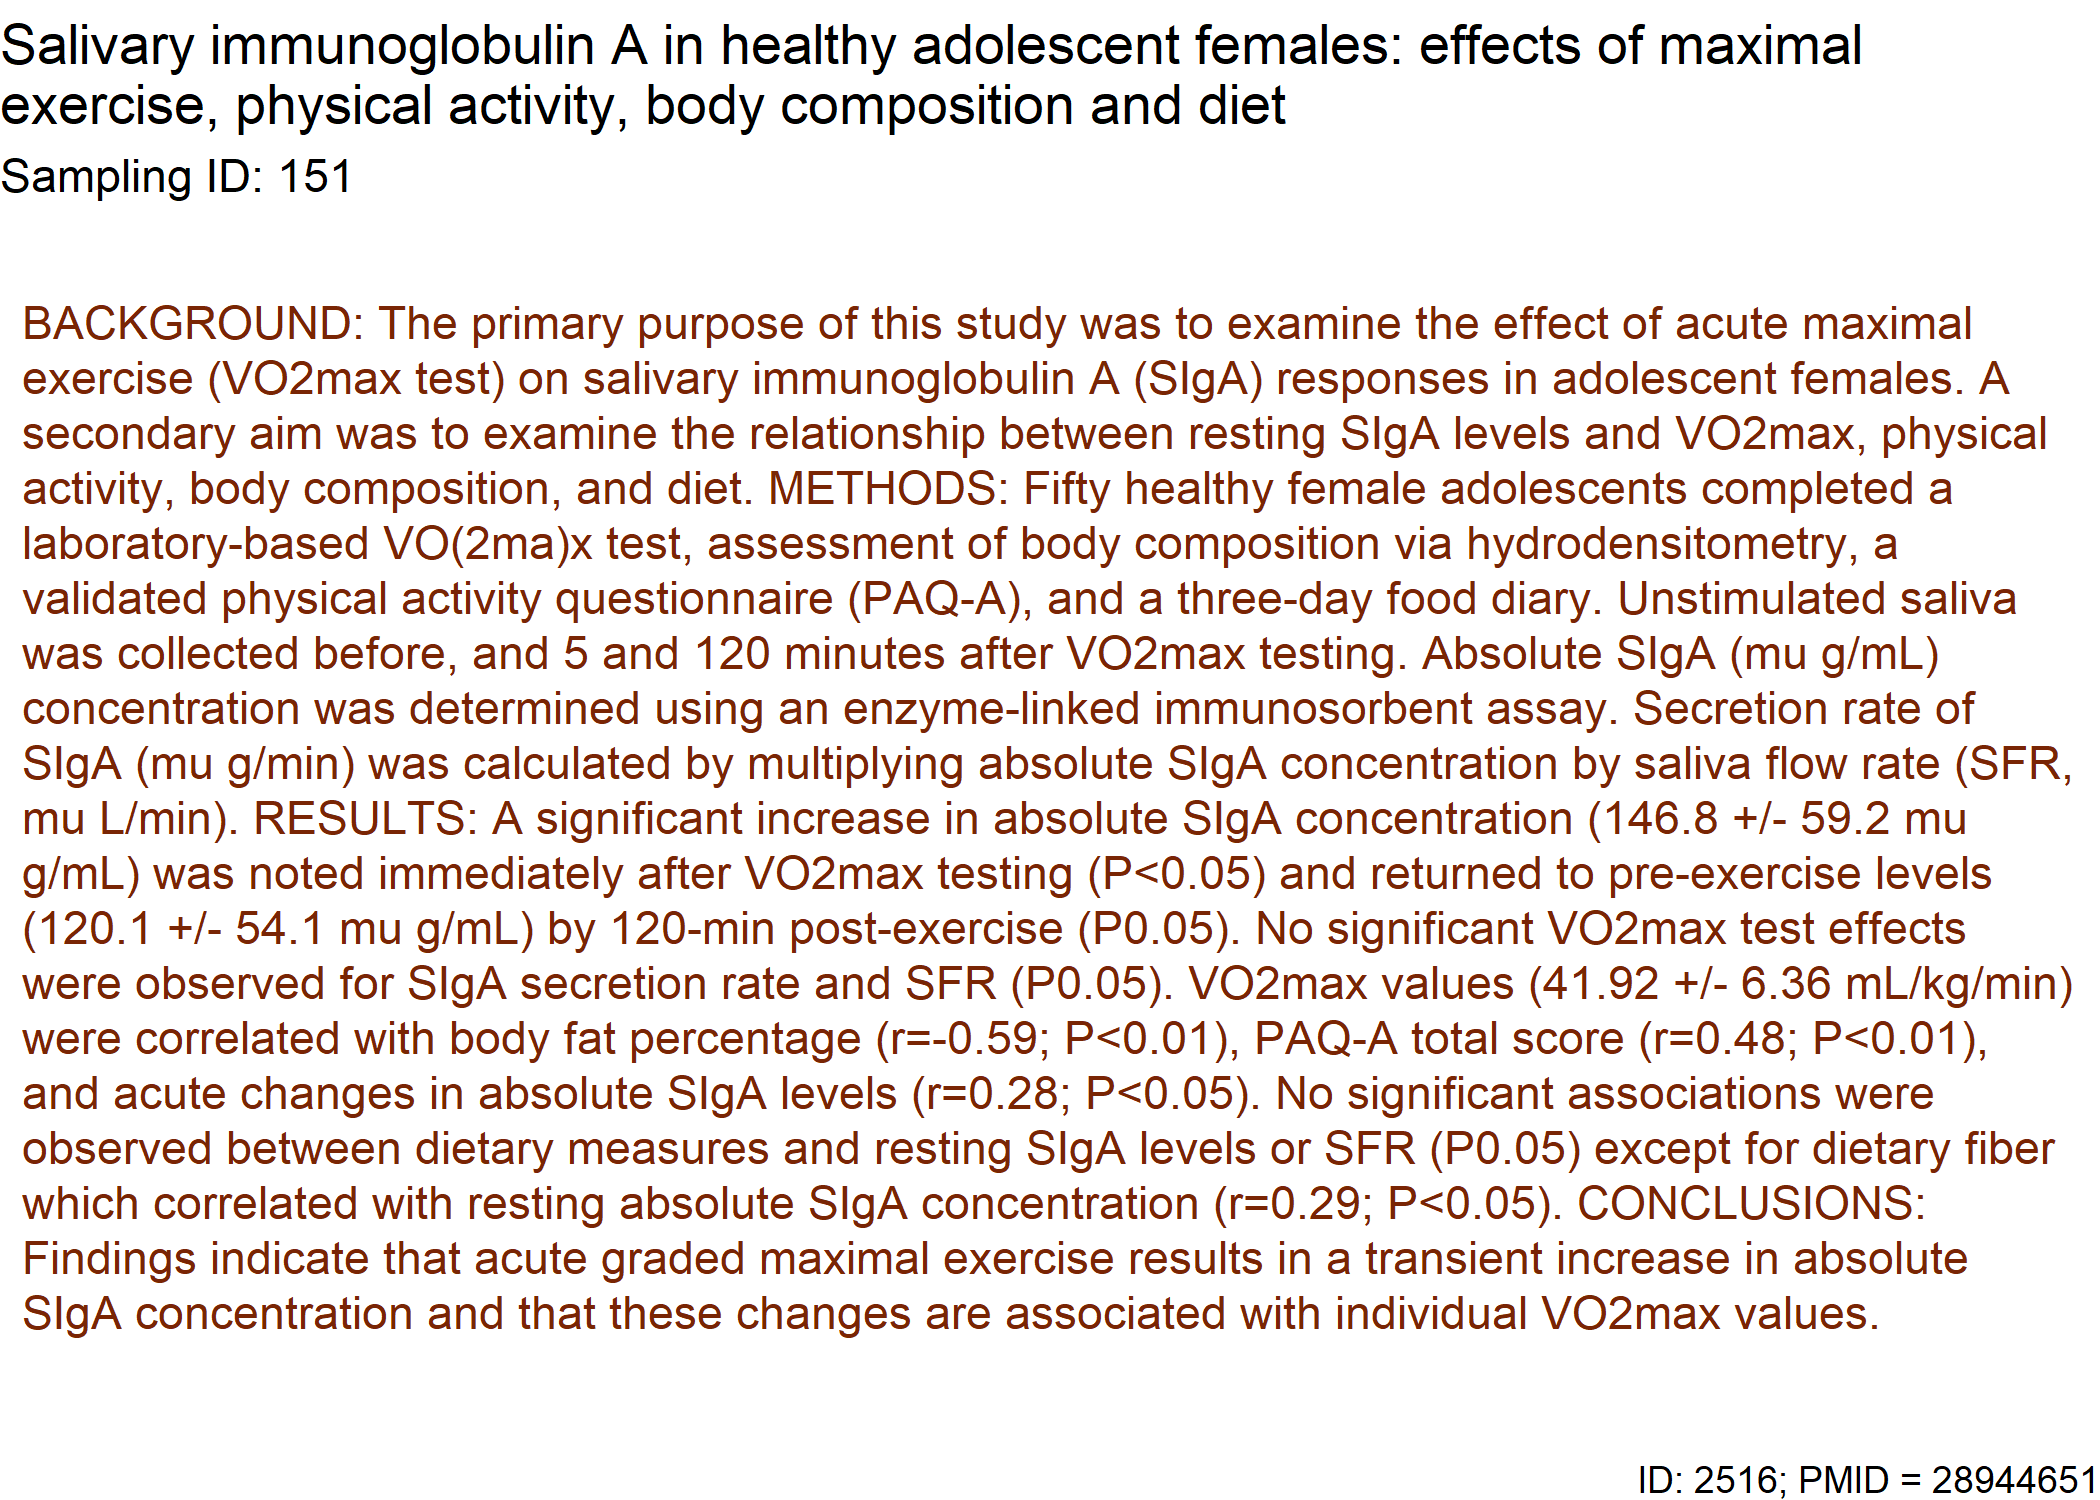 Salivary immunoglobulin A in healthy adolescent females: effects of maximal
exercise, physical activity, body composition and diet
Sampling ID: 151
BACKGROUND: The primary purpose of this study was to examine the effect of acute maximal
exercise (VO2max test) on salivary immunoglobulin A (SIgA) responses in adolescent females. A
secondary aim was to examine the relationship between resting SIgA levels and VO2max, physical
activity, body composition, and diet. METHODS: Fifty healthy female adolescents completed a
laboratory-based VO(2ma)x test, assessment of body composition via hydrodensitometry, a
validated physical activity questionnaire (PAQ-A), and a three-day food diary. Unstimulated saliva
was collected before, and 5 and 120 minutes after VO2max testing. Absolute SIgA (mu g/mL)
concentration was determined using an enzyme-linked immunosorbent assay. Secretion rate of
SIgA (mu g/min) was calculated by multiplying absolute SIgA concentration by saliva flow rate (SFR,
mu L/min). RESULTS: A significant increase in absolute SIgA concentration (146.8 +/- 59.2 mu
g/mL) was noted immediately after VO2max testing (P<0.05) and returned to pre-exercise levels
(120.1 +/- 54.1 mu g/mL) by 120-min post-exercise (P0.05). No significant VO2max test effects
were observed for SIgA secretion rate and SFR (P0.05). VO2max values (41.92 +/- 6.36 mL/kg/min)
were correlated with body fat percentage (r=-0.59; P<0.01), PAQ-A total score (r=0.48; P<0.01),
and acute changes in absolute SIgA levels (r=0.28; P<0.05). No significant associations were
observed between dietary measures and resting SIgA levels or SFR (P0.05) except for dietary fiber
which correlated with resting absolute SIgA concentration (r=0.29; P<0.05). CONCLUSIONS:
Findings indicate that acute graded maximal exercise results in a transient increase in absolute
SIgA concentration and that these changes are associated with individual VO2max values.
ID: 2516; PMID = 28944651